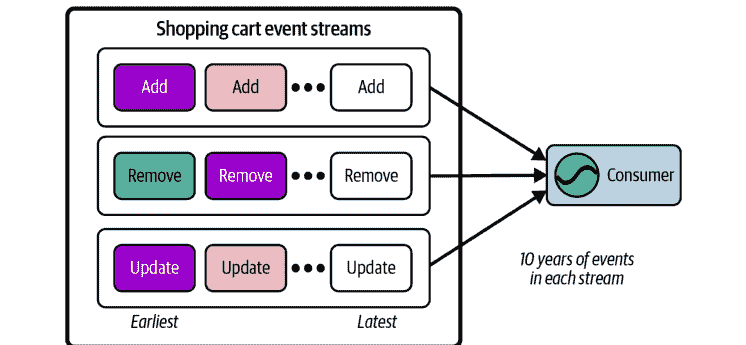 Shopping cart event streams
Add Add Add
Remove Remove Remove
Consumer
Update Update Update
10 years of events
in each stream
Earliest Latest